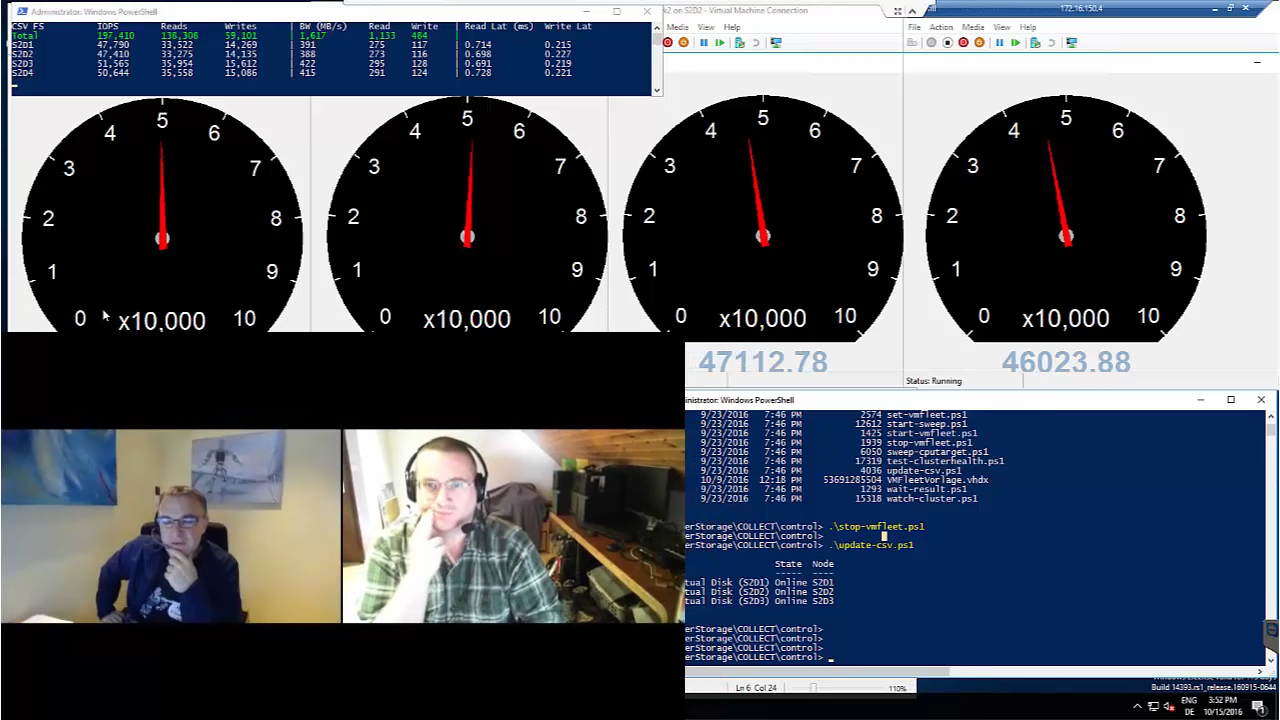 Administrator: Windows PowerShell
CSV FS IOPS Reads Writes | BW (MB/s) Read Write | Read Lat (ms) Write Lat
Total 197,410 138,308 59,101 | 1,617 1,133 484 |
S2D1 47,790 33,522 14,269 | 391 275 117 | 0.714 0.215
S2D2 47,410 33,275 14,135 | 388 273 116 | 0.698 0.227
S2D3 51,565 35,954 15,612 | 422 295 128 | 0.691 0.219
S2D4 50,644 35,558 15,086 | 415 291 124 | 0.728 0.221
k2 on S2D2 - Virtual Machine Connection
Media View Help
172.16.150.4
File Action Media View Help
0 1 2 3 4 5 6 7 8 9 10
x10,000
0 1 2 3 4 5 6 7 8 9 10
x10,000
0 1 2 3 4 5 6 7 8 9 10
x10,000
0 1 2 3 4 5 6 7 8 9 10
x10,000
47112.78
46023.88
Status: Running
ninistrator: Windows PowerShell
9/23/2016 7:46 PM 2574 set-vmfleet.ps1
9/23/2016 7:46 PM 12612 start-sweep.ps1
9/23/2016 7:46 PM 1425 start-vmfleet.ps1
9/23/2016 7:46 PM 1939 stop-vmfleet.ps1
9/23/2016 7:46 PM 6050 sweep-cputarget.ps1
9/23/2016 7:46 PM 17319 test-clusterhealth.ps1
9/23/2016 7:46 PM 4036 update-csv.ps1
10/9/2016 12:18 PM 53691285504 VMFleetVorlage.vhdx
9/23/2016 7:46 PM 1293 wait-result.ps1
9/23/2016 7:46 PM 15318 watch-cluster.ps1
erStorage\COLLECT\control> .\stop-vmfleet.ps1
erStorage\COLLECT\control>
erStorage\COLLECT\control> .\update-csv.ps1
State Node
----- ----
tual Disk (S2D1) Online S2D1
tual Disk (S2D2) Online S2D2
tual Disk (S2D3) Online S2D3
erStorage\COLLECT\control>
erStorage\COLLECT\control>
erStorage\COLLECT\control>
erStorage\COLLECT\control>
Ln 6 Col 24
110%
Build 14393.rs1_release.160915-0644
ENG 3:52 PM
DE 10/15/2016